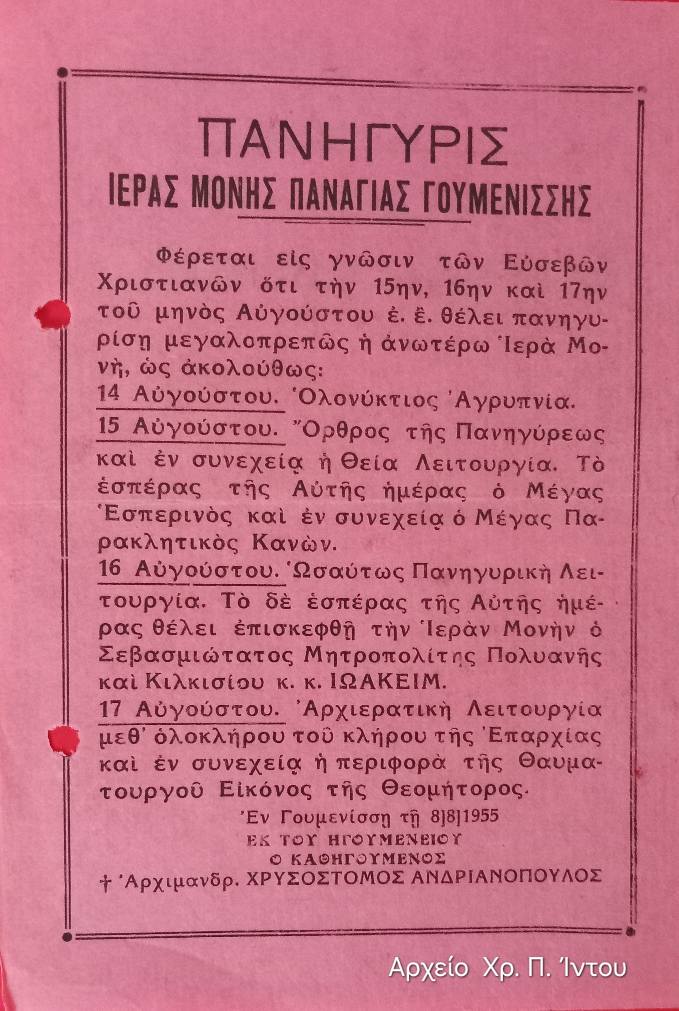 ΠΑΝΗΓΥΡΙΣ
ΙΕΡΑΣ ΜΟΝΗΣ ΠΑΝΑΓΙΑΣ ΓΟΥΜΕΝΙΣΣΗΣ
Φέρεται εἰς γνῶσιν τῶν Εὐσεβῶν
Χριστιανῶν ὅτι τὴν 15ην, 16ην καὶ 17ην
τοῦ μηνὸς Αὐγούστου ἐ. ἔ. θέλει πανηγυ-
ρίσῃ μεγαλοπρεπῶς ἡ ἀνωτέρω Ἱερὰ Μο-
νὴ, ὡς ἀκολούθως:
14 Αὐγούστου. Ὁλονύκτιος Ἀγρυπνία.
15 Αὐγούστου. Ὄρθρος τῆς Πανηγύρεως
καὶ ἐν συνεχείᾳ ἡ Θεία Λειτουργία. Τὸ
ἑσπέρας τῆς Αὐτῆς ἡμέρας ὁ Μέγας
Ἑσπερινὸς καὶ ἐν συνεχείᾳ ὁ Μέγας Πα-
ρακλητικὸς Κανὼν.
16 Αὐγούστου. Ὡσαύτως Πανηγυρικὴ Λει-
τουργία. Τὸ δὲ ἑσπέρας τῆς Αὐτῆς ἡμέ-
ρας θέλει ἐπισκεφθῇ τὴν Ἱερὰν Μονὴν ὁ
Σεβασμιώτατος Μητροπολίτης Πολυανῆς
καὶ Κιλκισίου κ. κ. ΙΩΑΚΕΙΜ.
17 Αὐγούστου. Ἀρχιερατικὴ Λειτουργία
μεθ' ὁλοκλήρου τοῦ κλήρου τῆς Ἐπαρχίας
καὶ ἐν συνεχείᾳ ἡ περιφορὰ τῆς Θαυμα-
τουργοῦ Εἰκόνος τῆς Θεομήτορος.
Ἐν Γουμενίσσῃ τῇ 8]8]1955
ΕΚ ΤΟΥ ΗΓΟΥΜΕΝΕΙΟΥ
Ο ΚΑΘΗΓΟΥΜΕΝΟΣ
† Ἀρχιμανδρ. ΧΡΥΣΟΣΤΟΜΟΣ ΑΝΔΡΙΑΝΟΠΟΥΛΟΣ
Αρχείο Χρ. Π. Ίντου